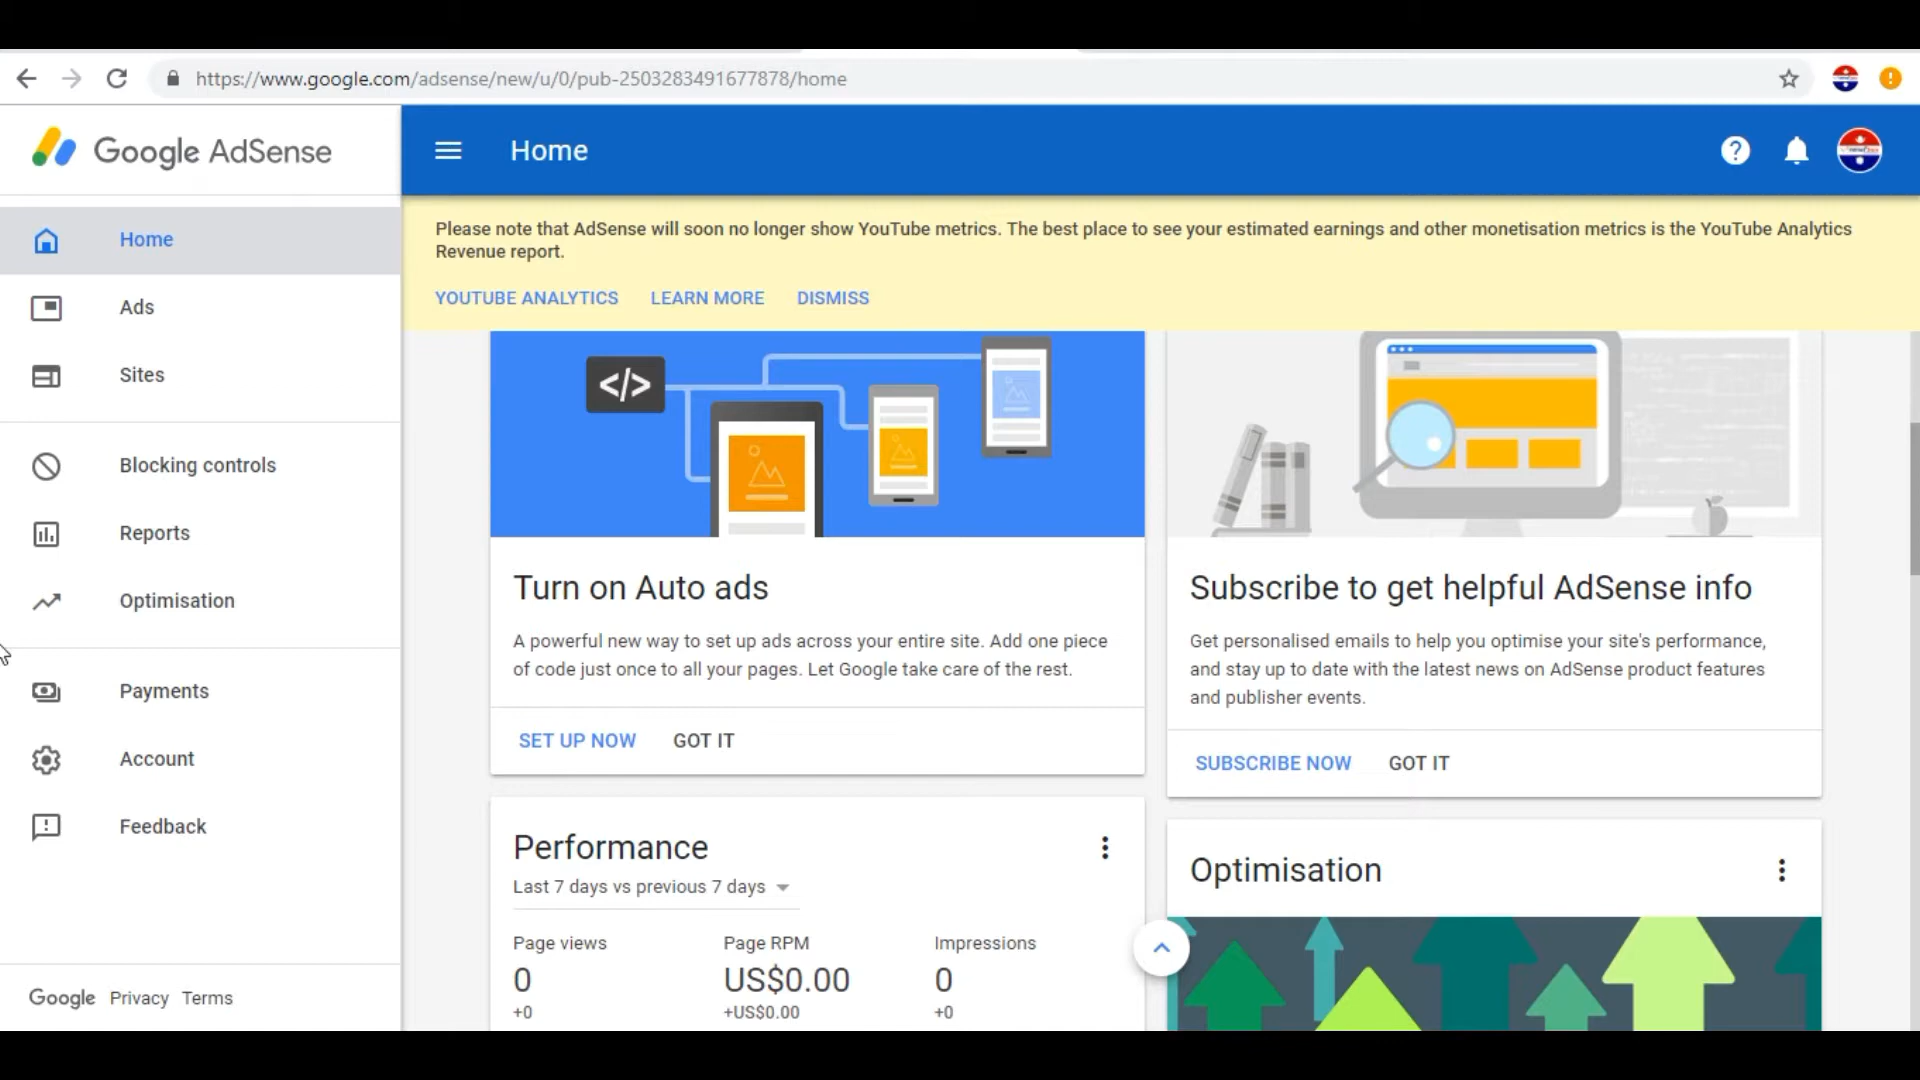 https://www.google.com/adsense/new/u/0/pub-2503283491677878/home
Google AdSense
Home
Home
Ads
Sites
Blocking controls
Reports
Optimisation
Payments
Account
Feedback
Google Privacy Terms
Please note that AdSense will soon no longer show YouTube metrics. The best place to see your estimated earnings and other monetisation metrics is the YouTube Analytics
Revenue report.
YOUTUBE ANALYTICS LEARN MORE DISMISS
</>
Turn on Auto ads
A powerful new way to set up ads across your entire site. Add one piece
of code just once to all your pages. Let Google take care of the rest.
SET UP NOW GOT IT
Subscribe to get helpful AdSense info
Get personalised emails to help you optimise your site's performance,
and stay up to date with the latest news on AdSense product features
and publisher events.
SUBSCRIBE NOW GOT IT
Performance
Last 7 days vs previous 7 days
Page views Page RPM Impressions
0 US$0.00 0
+0 +US$0.00 +0
Optimisation